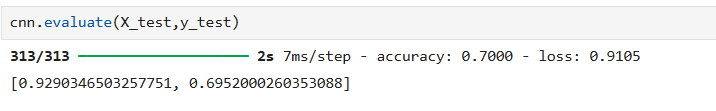 cnn.evaluate(X_test,y_test)
313/313 ━━━━━━━━━━━━━━━━━━━━ 2s 7ms/step - accuracy: 0.7000 - loss: 0.9105
[0.9290346503257751, 0.6952000260353088]